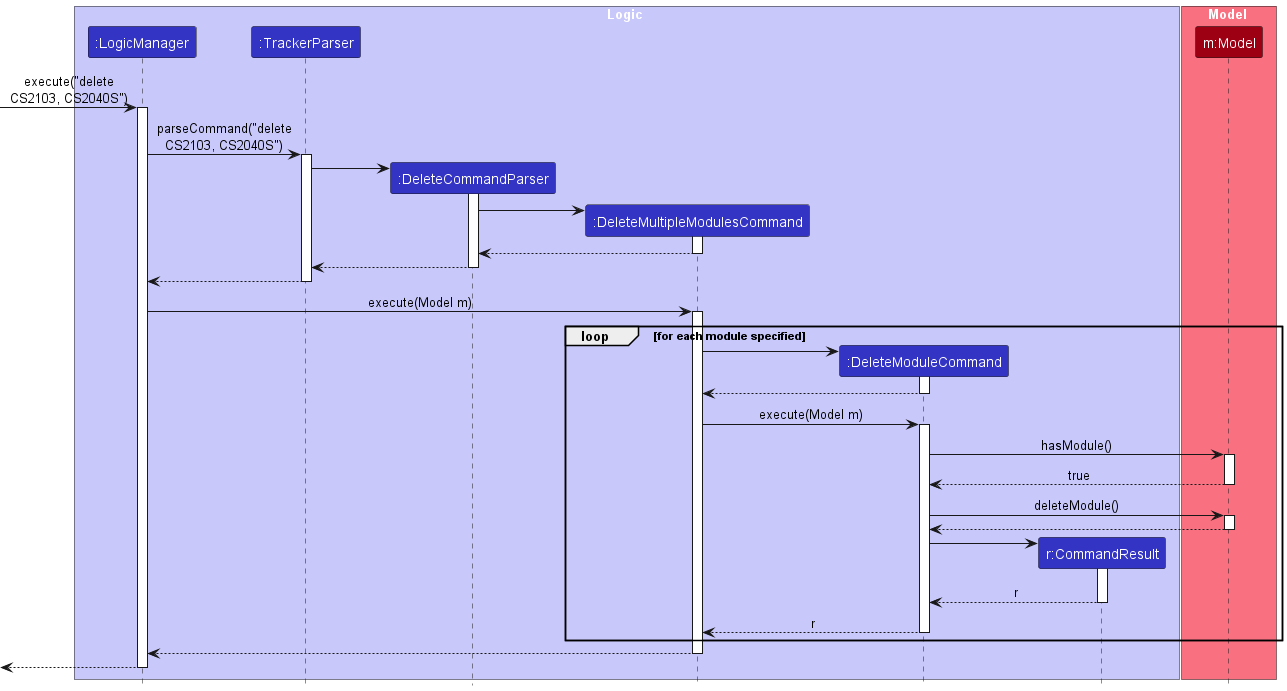 Logic
Model
:LogicManager
:TrackerParser
m:Model
execute("delete
CS2103, CS2040S")
parseCommand("delete
CS2103, CS2040S")
:DeleteCommandParser
:DeleteMultipleModulesCommand
execute(Model m)
loop
[for each module specified]
:DeleteModuleCommand
execute(Model m)
hasModule()
true
deleteModule()
r:CommandResult
r
r